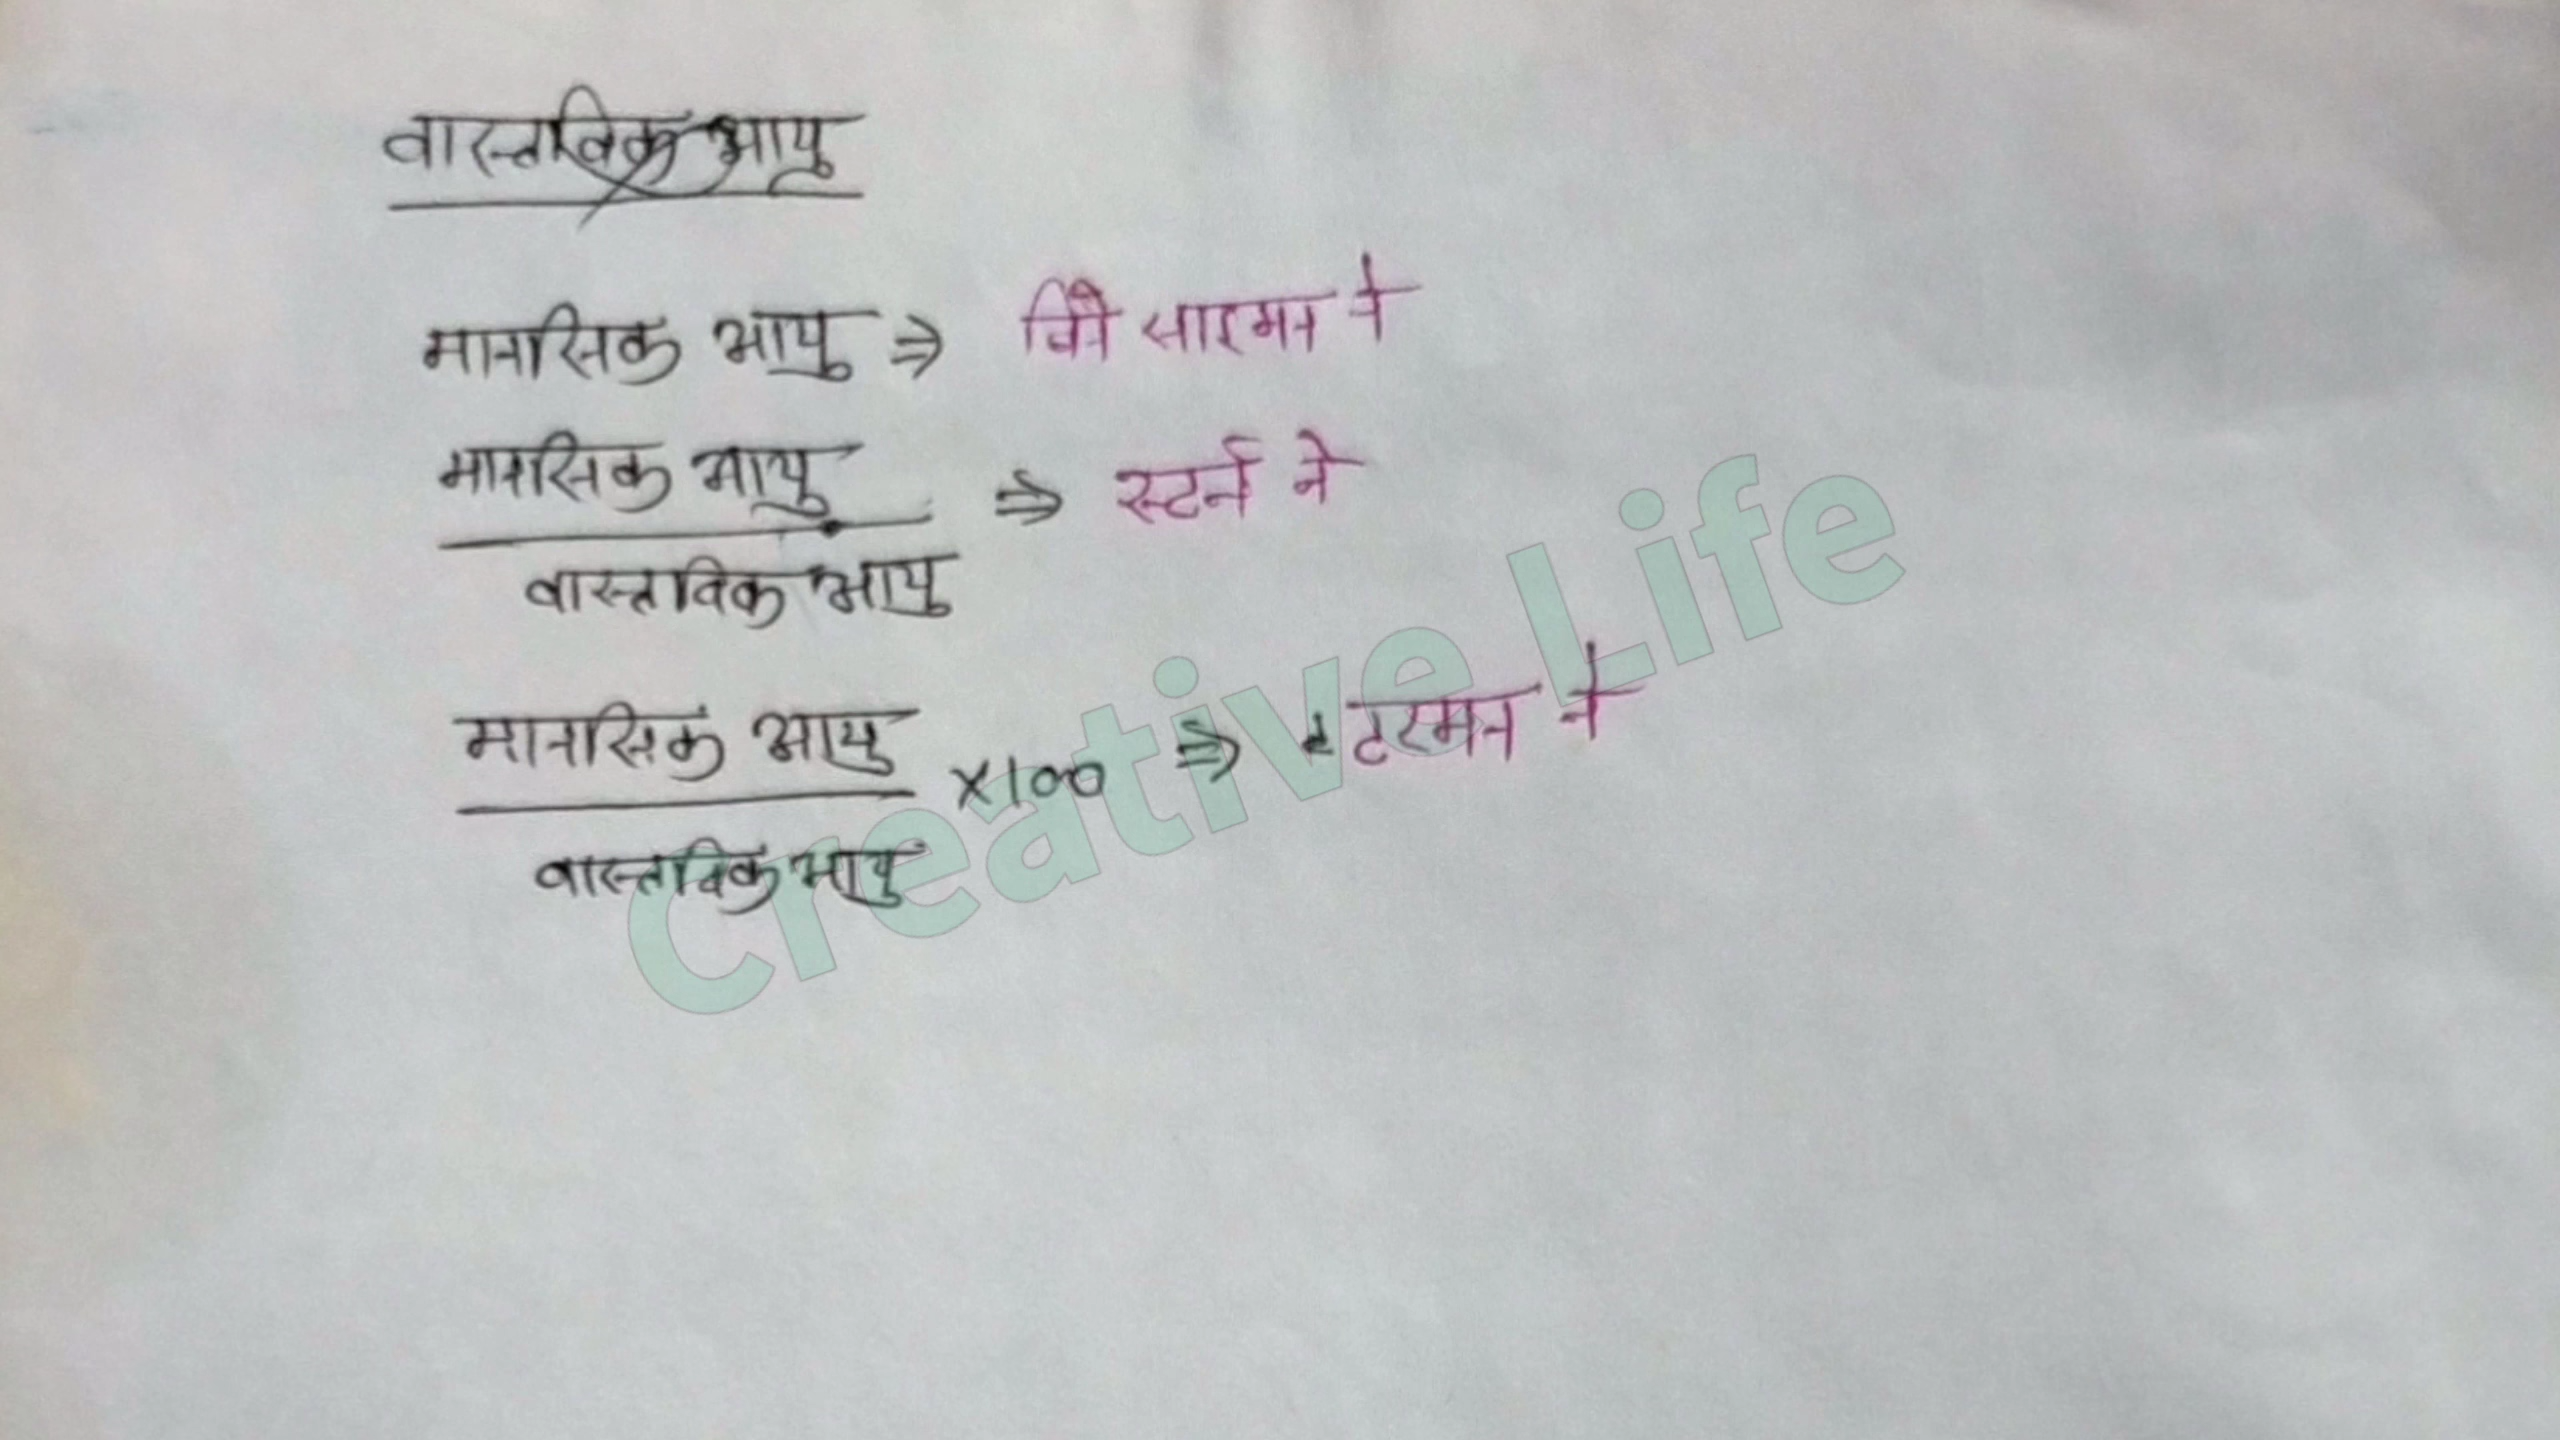 वास्तविक आयु
मानसिक आयु ⇒ बिने साइमन ने
मानसिक आयु ⇒ स्टर्न ने
वास्तविक आयु
मानसिक आयु ×100 ⇒ टरमन ने
वास्तविक आयु
Creative Life